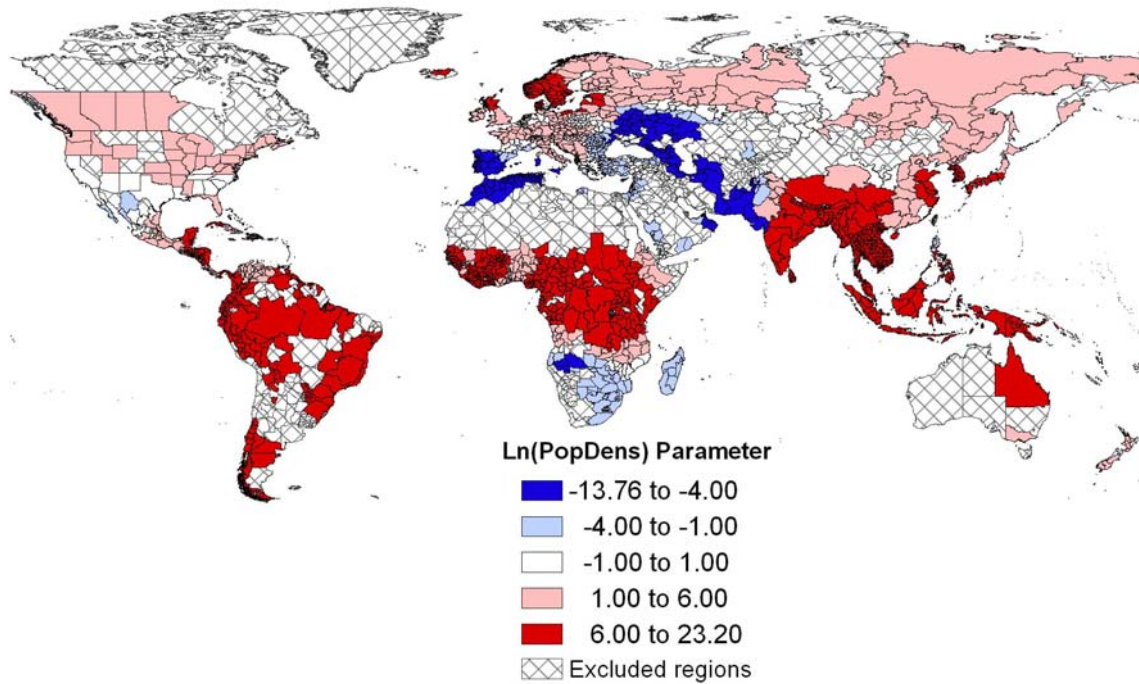 Ln(PopDens) Parameter
-13.76 to -4.00
-4.00 to -1.00
-1.00 to 1.00
1.00 to 6.00
6.00 to 23.20
Excluded regions